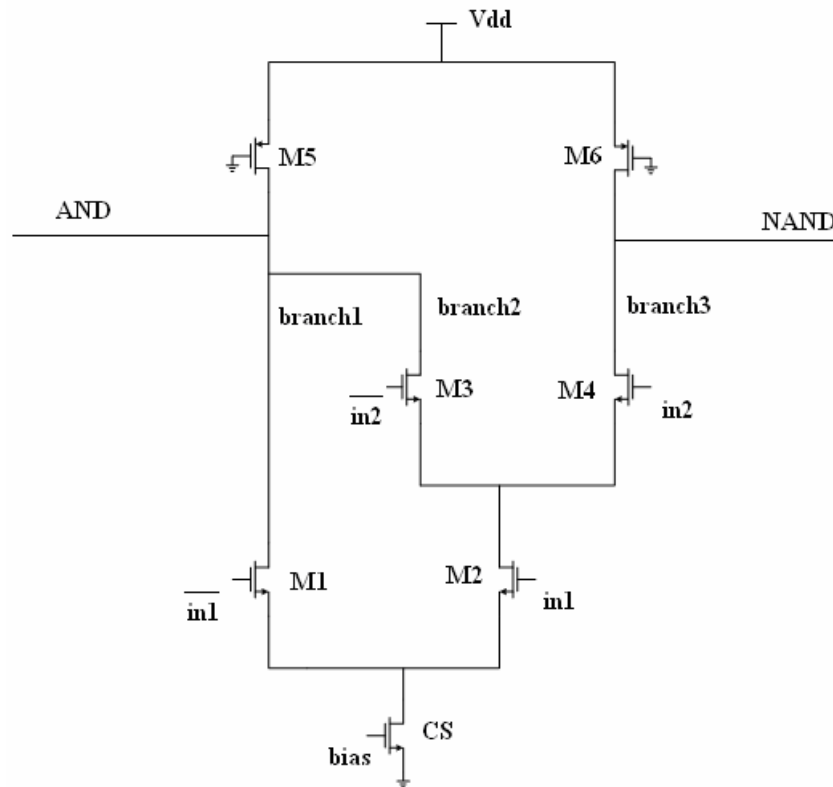 Vdd
M5
M6
AND
NAND
branch1
branch2
branch3
M3
M4
in2
in2
M1
M2
in1
in1
CS
bias